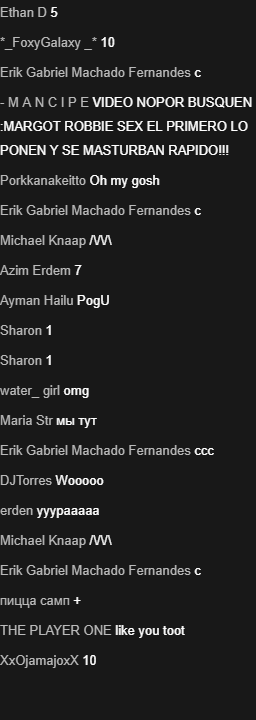 Ethan D 5
*_FoxyGalaxy _* 10
Erik Gabriel Machado Fernandes c
- M A N C I P E VIDEO NOPOR BUSQUEN
:MARGOT ROBBIE SEX EL PRIMERO LO
PONEN Y SE MASTURBAN RAPIDO!!!
Porkkanakeitto Oh my gosh
Erik Gabriel Machado Fernandes c
Michael Knaap /\/\/\
Azim Erdem 7
Ayman Hailu PogU
Sharon 1
Sharon 1
water_ girl omg
Maria Str мы тут
Erik Gabriel Machado Fernandes ccc
DJTorres Wooooo
erden yyypaaaaa
Michael Knaap /\/\/\
Erik Gabriel Machado Fernandes c
пицца самп +
THE PLAYER ONE like you toot
XxOjamajoxX 10